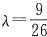 λ = 9/26